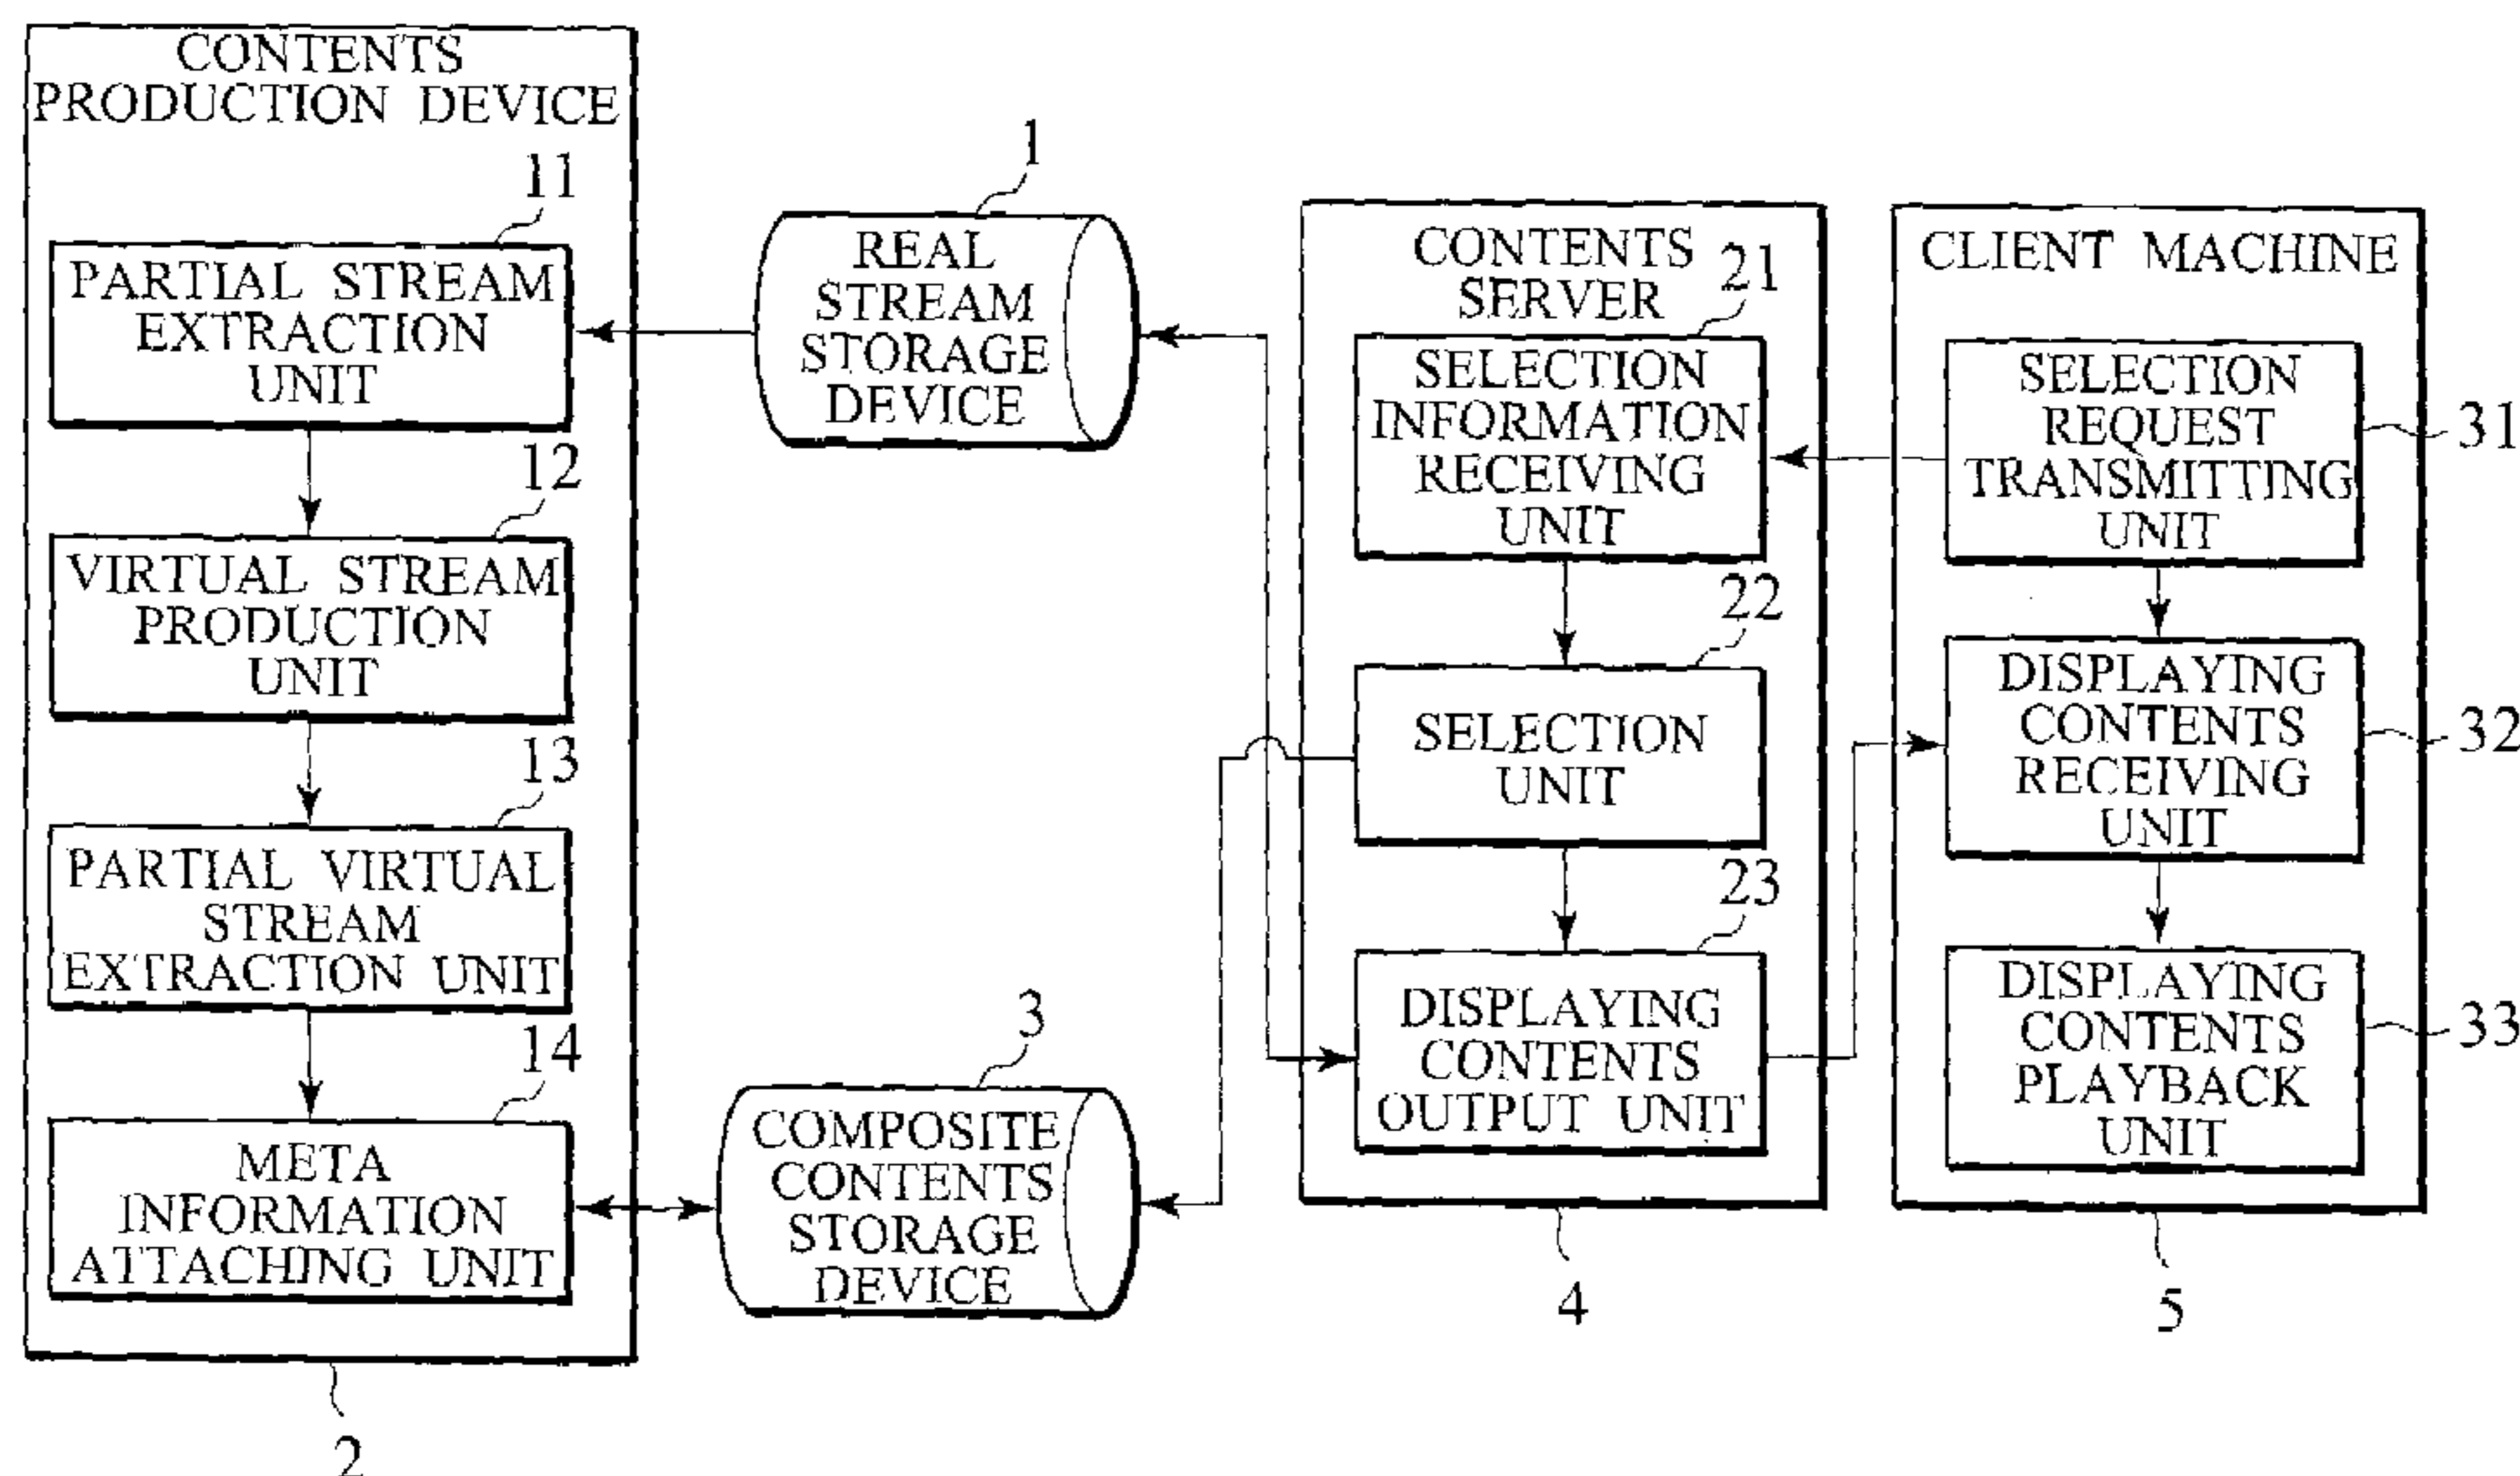 CONTENTS
PRODUCTION DEVICE
11
PARTIAL STREAM
EXTRACTION
UNIT
12
VIRTUAL STREAM
PRODUCTION
UNIT
13
PARTIAL VIRTUAL
STREAM
EXTRACTION UNIT
14
META
INFORMATION
ATTACHING UNIT
2
1
REAL
STREAM
STORAGE
DEVICE
3
COMPOSITE
CONTENTS
STORAGE
DEVICE
CONTENTS
SERVER
21
SELECTION
INFORMATION
RECEIVING
UNIT
22
SELECTION
UNIT
23
DISPLAYING
CONTENTS
OUTPUT UNIT
4
CLIENT MACHINE
SELECTION
REQUEST
TRANSMITTING
UNIT
31
DISPLAYING
CONTENTS
RECEIVING
UNIT
32
DISPLAYING
CONTENTS
PLAYBACK
UNIT
33
5